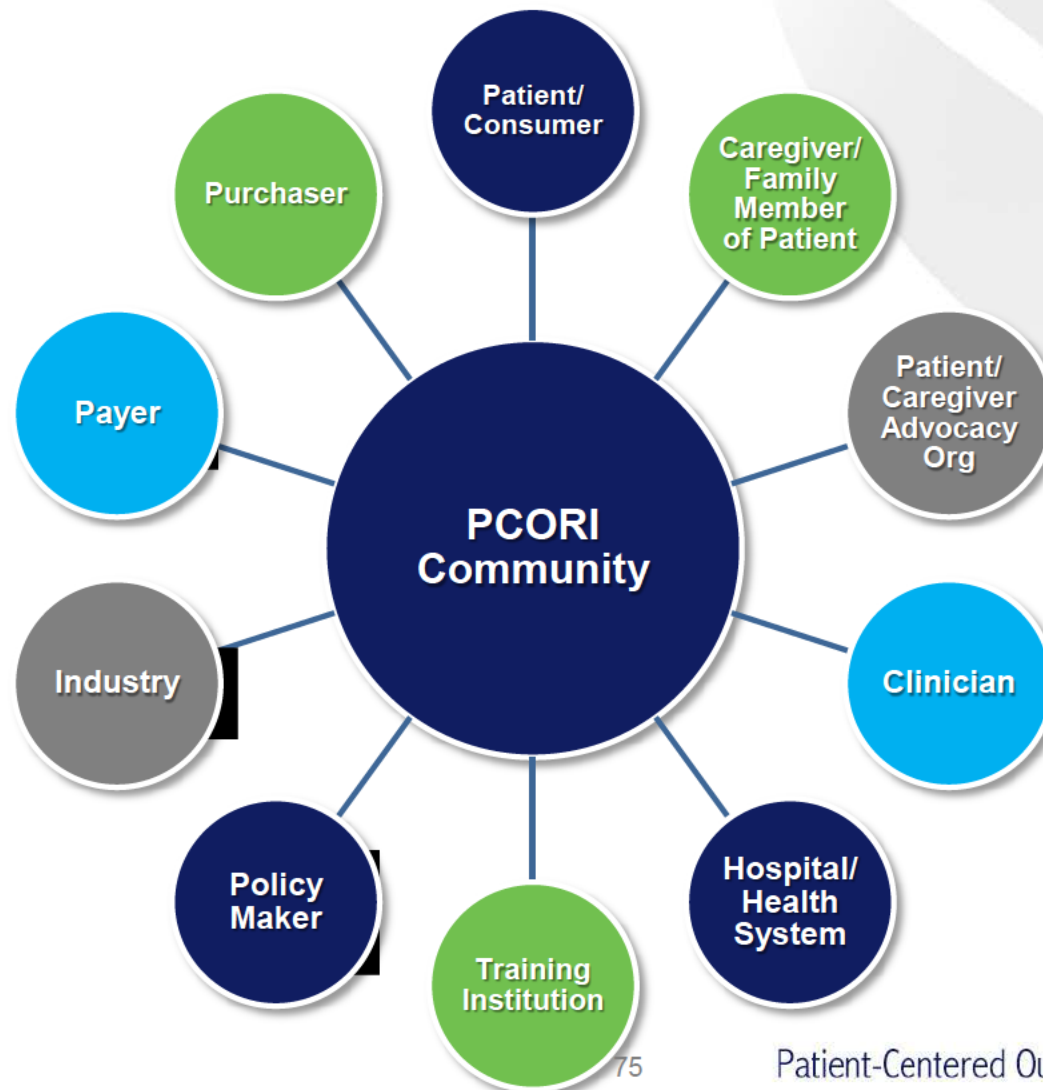 Patient/
Consumer
Caregiver/
Family
Member
of Patient
Purchaser
Patient/
Caregiver
Advocacy
Org
Payer
PCORI
Community
Clinician
Industry
Hospital/
Health
System
Policy
Maker
Training
Institution
75
Patient-Centered Ou